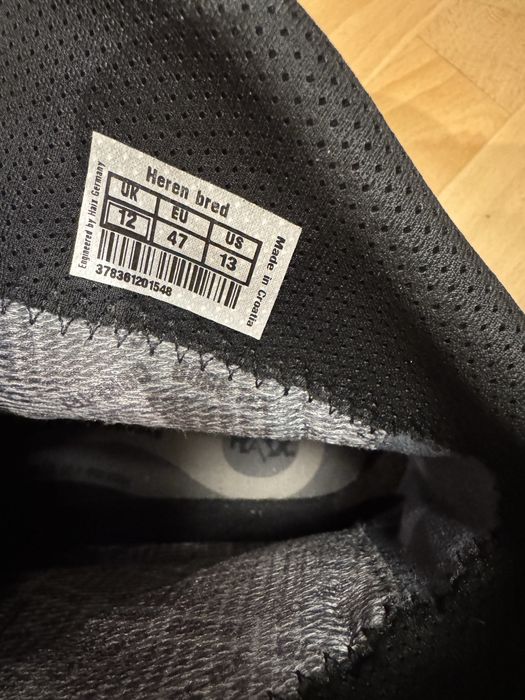 Heren bred
UK EU US
12 47 13
378361201548
Engineered by Haix Germany
Made in Croatia